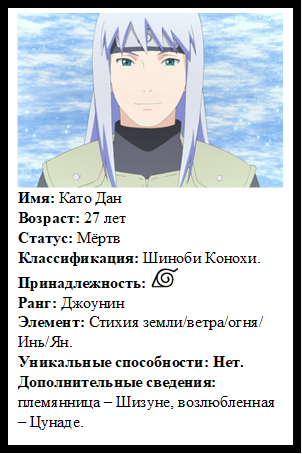 Имя: Като Дан
Возраст: 27 лет
Статус: Мёртв
Классификация: Шиноби Конохи.
Принадлежность:
Ранг: Джоунин
Элемент: Стихия земли/ветра/огня/
Инь/Ян.
Уникальные способности: Нет.
Дополнительные сведения:
племянница – Шизуне, возлюбленная
– Цунаде.